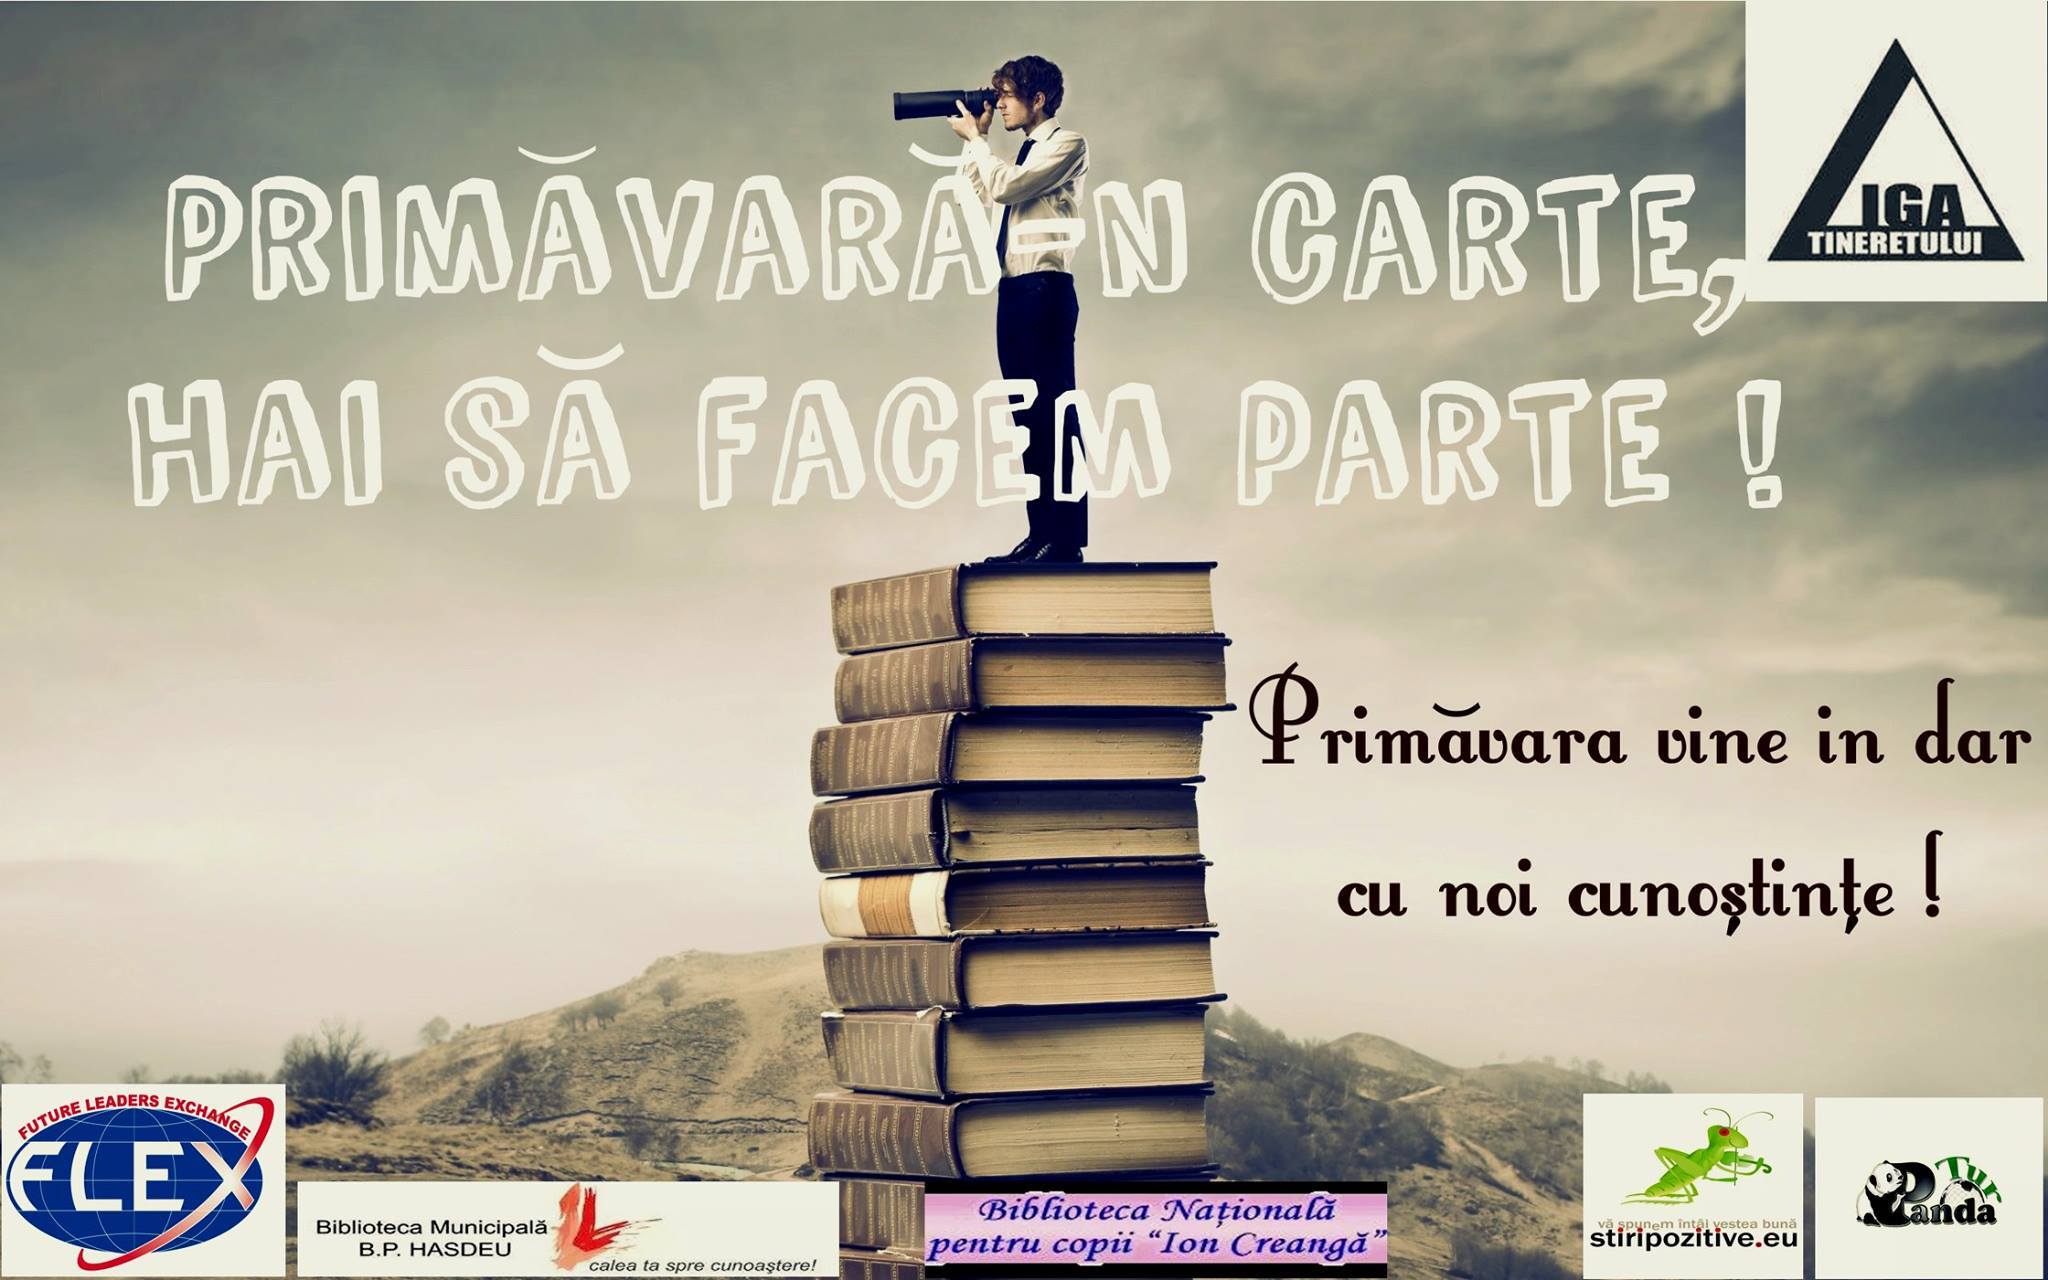 PRIMĂVARĂ-N CARTE,
HAI SĂ FACEM PARTE !
LIGA
TINERETULUI
Primăvara vine in dar
cu noi cunoștințe !
FUTURE LEADERS EXCHANGE
FLEX
Biblioteca Municipală
B.P. HASDEU
calea ta spre cunoaștere!
Biblioteca Națională
pentru copii “Ion Creangă”
vă spunem întâi vestea bună
stiripozitive.eu
Tur
Panda